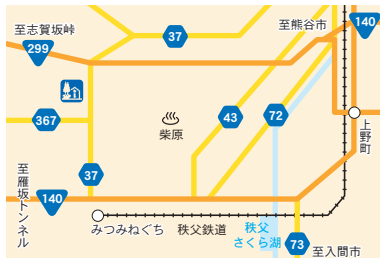 至志賀坂峠
至熊谷市
140
299
37
367
43
72
柴原
上野町
37
至雁坂トンネル
140
みつみねぐち
秩父鉄道
秩父
さくら湖
73
至入間市